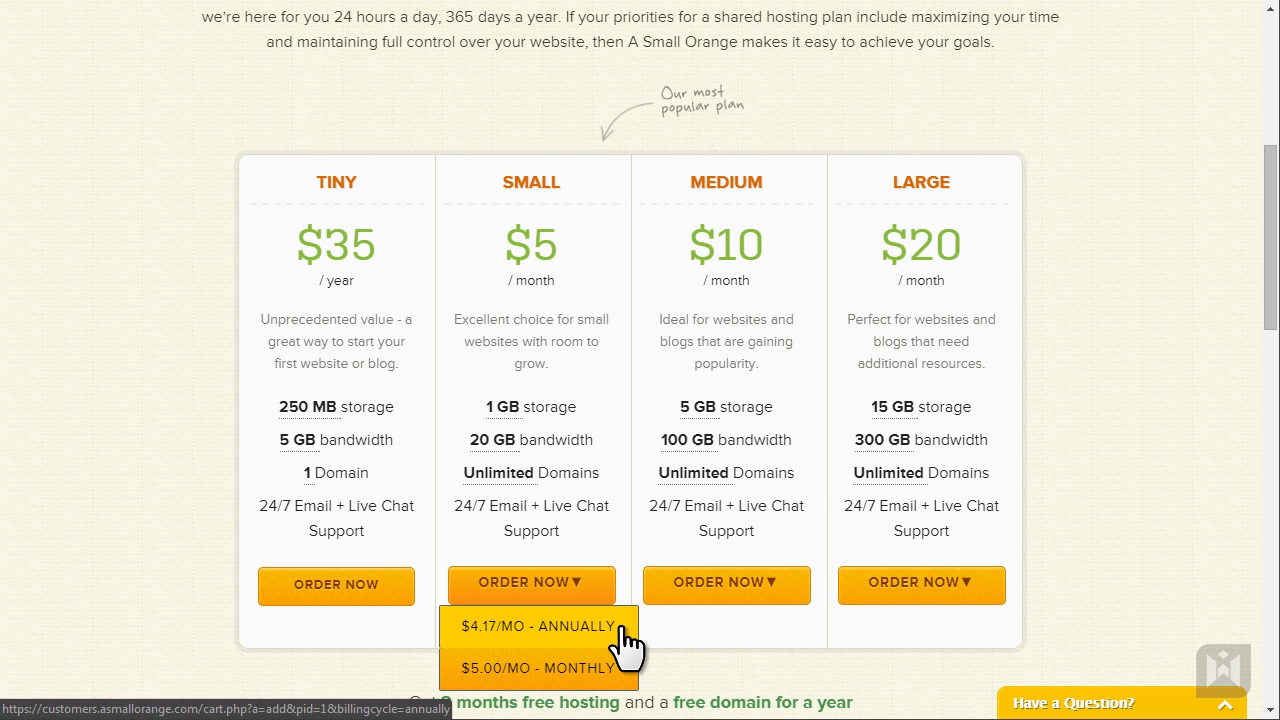 we're here for you 24 hours a day, 365 days a year. If your priorities for a shared hosting plan include maximizing your time
and maintaining full control over your website, then A Small Orange makes it easy to achieve your goals.
Our most
popular plan
TINY
$35
/ year
Unprecedented value - a
great way to start your
first website or blog.
250 MB storage
5 GB bandwidth
1 Domain
24/7 Email + Live Chat
Support
ORDER NOW
SMALL
$5
/ month
Excellent choice for small
websites with room to
grow.
1 GB storage
20 GB bandwidth
Unlimited Domains
24/7 Email + Live Chat
Support
ORDER NOW▼
$4.17/MO - ANNUALLY
$5.00/MO - MONTHLY
MEDIUM
$10
/ month
Ideal for websites and
blogs that are gaining
popularity.
5 GB storage
100 GB bandwidth
Unlimited Domains
24/7 Email + Live Chat
Support
ORDER NOW▼
LARGE
$20
/ month
Perfect for websites and
blogs that need
additional resources.
15 GB storage
300 GB bandwidth
Unlimited Domains
24/7 Email + Live Chat
Support
ORDER NOW▼
months free hosting and a free domain for a year
Have a Question?
https://customers.asmallorange.com/cart.php?a=add&pid=1&billingcycle=annually